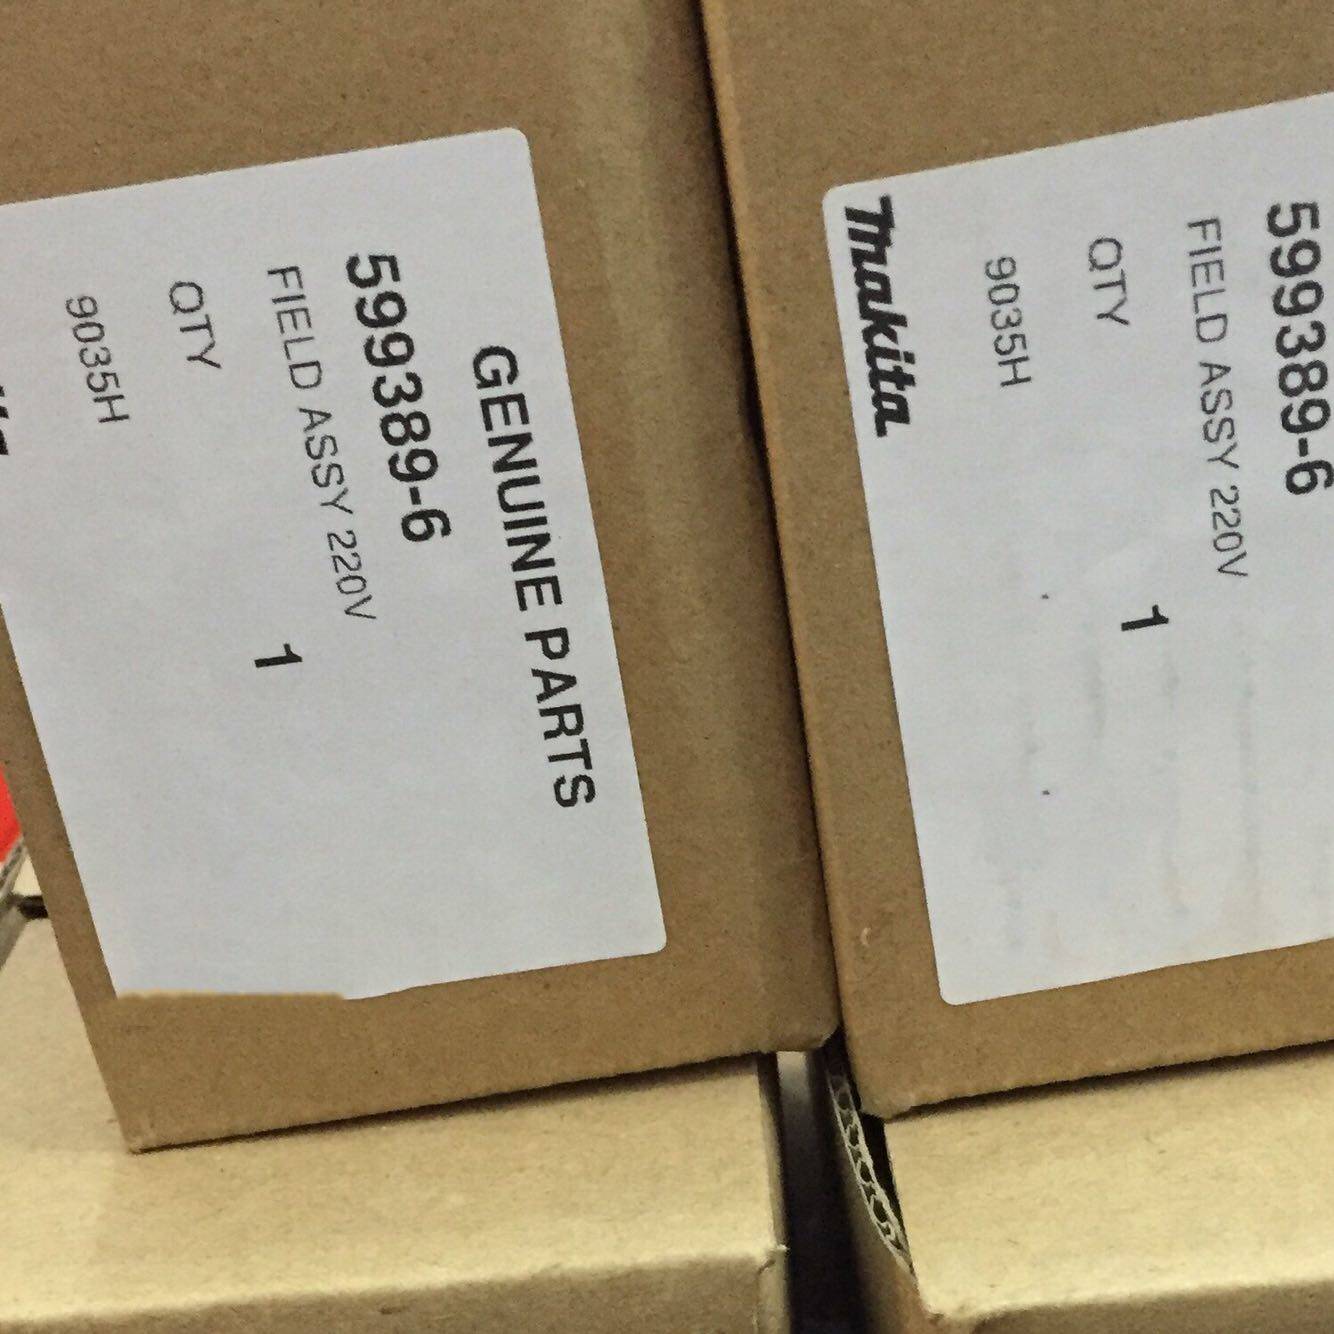 GENUINE PARTS
599389-6
FIELD ASSY 220V
QTY 1
9035H
599389-6
FIELD ASSY 220V
QTY 1
9035H
Makita